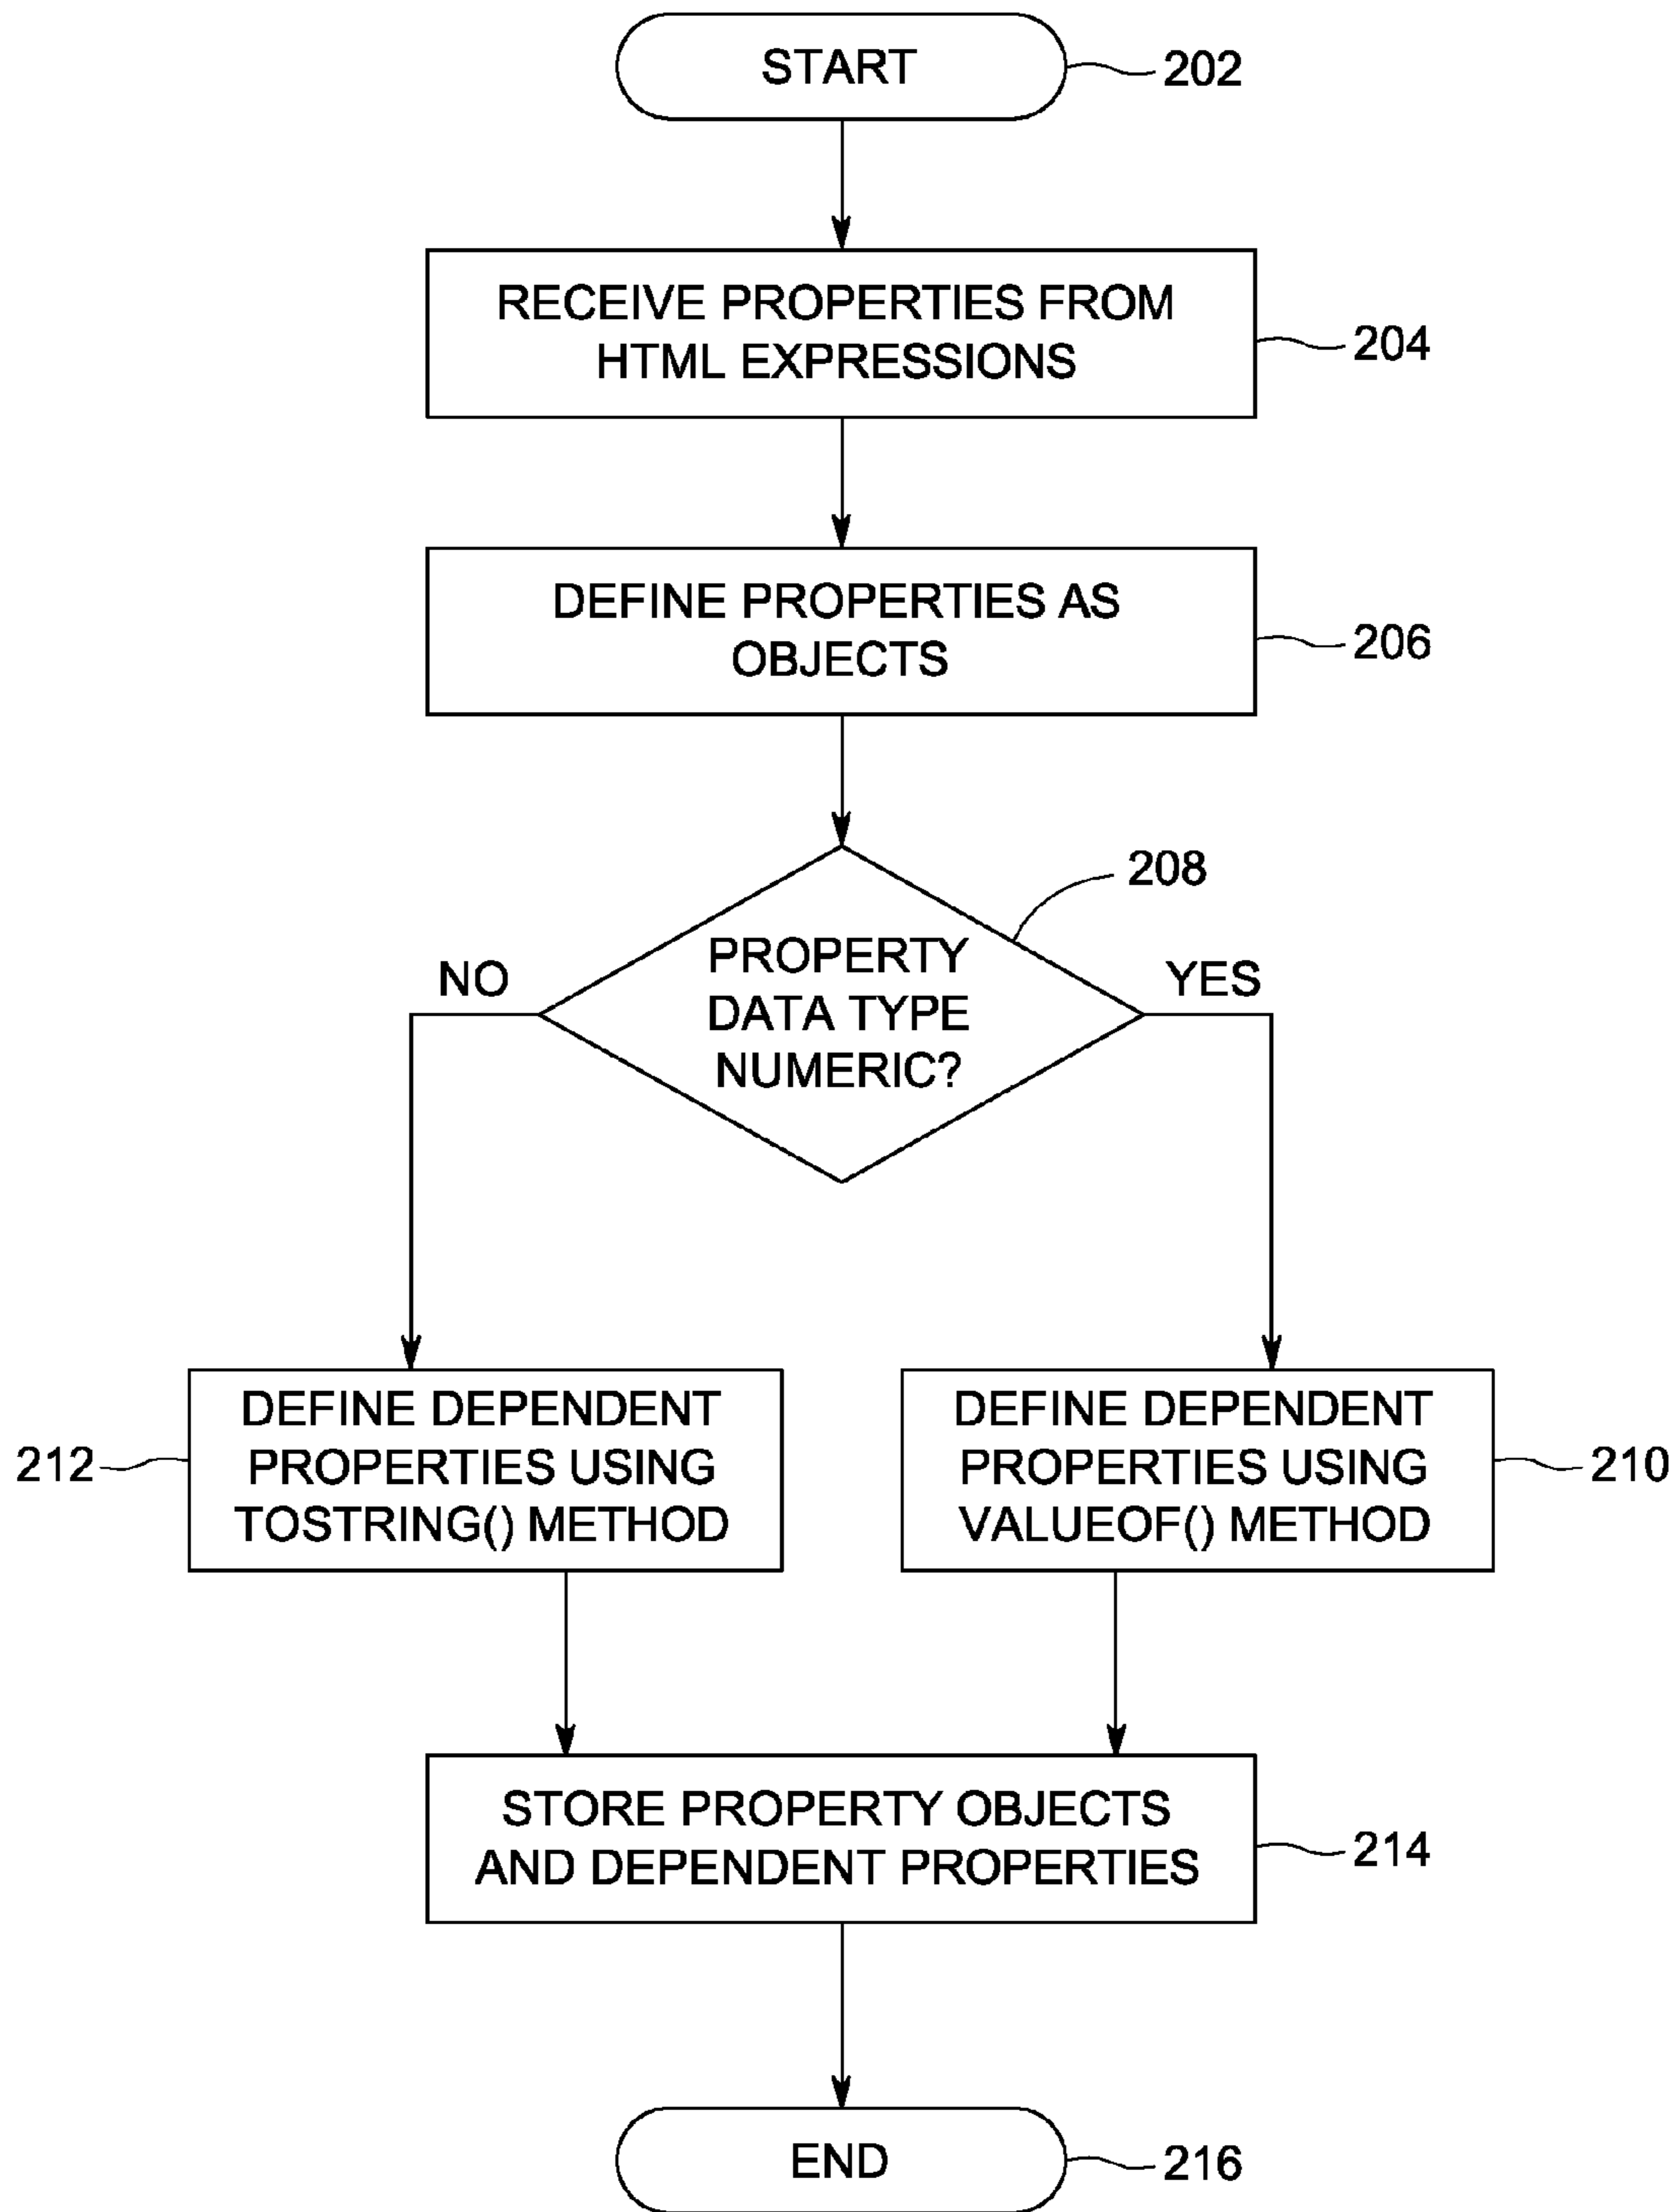 START
202
RECEIVE PROPERTIES FROM
HTML EXPRESSIONS
204
DEFINE PROPERTIES AS
OBJECTS
206
208
PROPERTY
DATA TYPE
NUMERIC?
NO
YES
212
DEFINE DEPENDENT
PROPERTIES USING
TOSTRING() METHOD
DEFINE DEPENDENT
PROPERTIES USING
VALUEOF() METHOD
210
STORE PROPERTY OBJECTS
AND DEPENDENT PROPERTIES
214
END
216